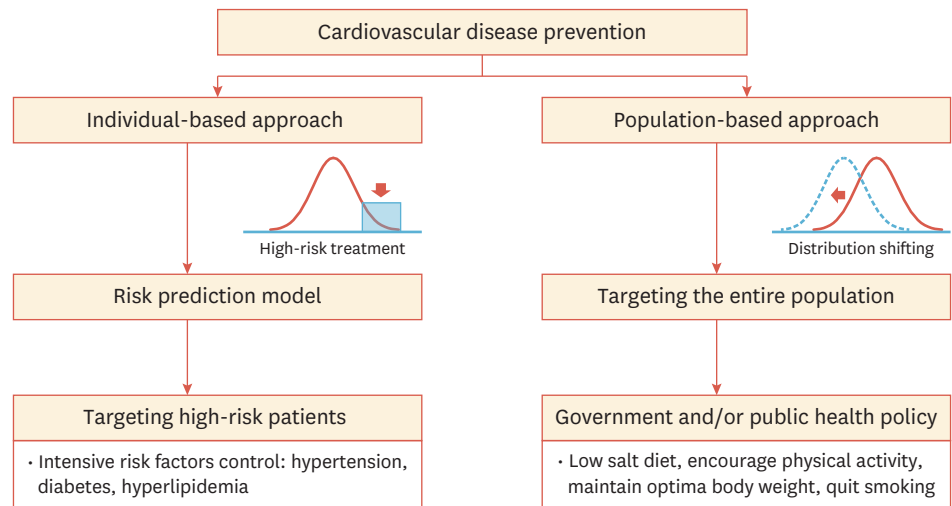 Cardiovascular disease prevention
Individual-based approach
High-risk treatment
Risk prediction model
Targeting high-risk patients
· Intensive risk factors control: hypertension,
diabetes, hyperlipidemia
Population-based approach
Distribution shifting
Targeting the entire population
Government and/or public health policy
· Low salt diet, encourage physical activity,
maintain optima body weight, quit smoking